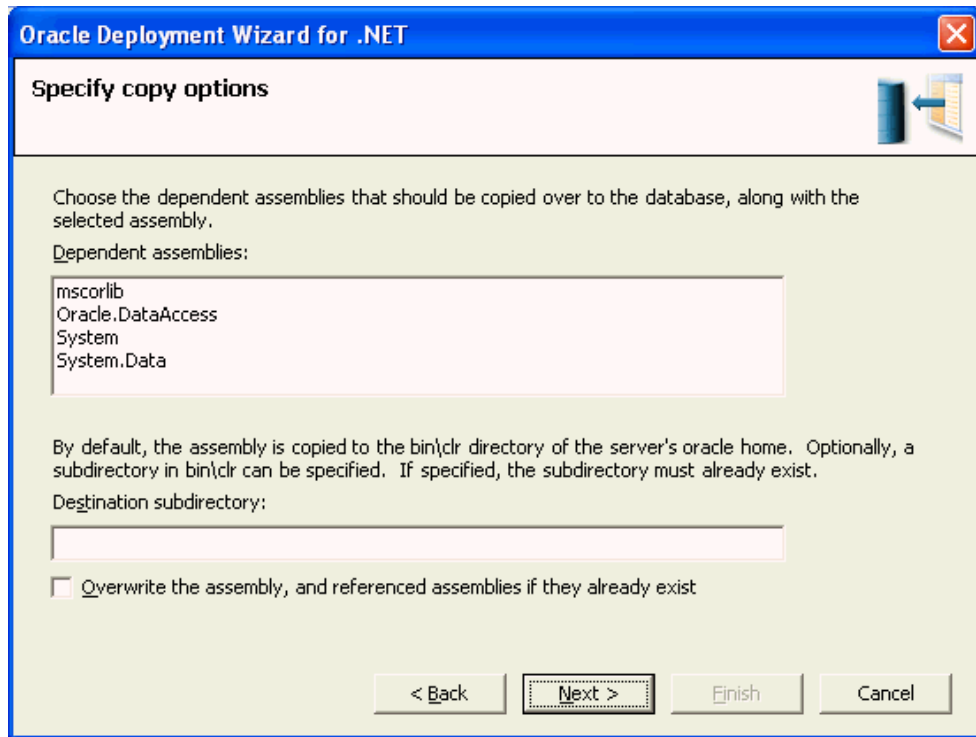 Oracle Deployment Wizard for .NET
Specify copy options
Choose the dependent assemblies that should be copied over to the database, along with the
selected assembly.
Dependent assemblies:
mscorlib
Oracle.DataAccess
System
System.Data
By default, the assembly is copied to the bin\clr directory of the server's oracle home.  Optionally, a
subdirectory in bin\clr can be specified.  If specified, the subdirectory must already exist.
Destination subdirectory:
Overwrite the assembly, and referenced assemblies if they already exist
< Back
Next >
Finish
Cancel